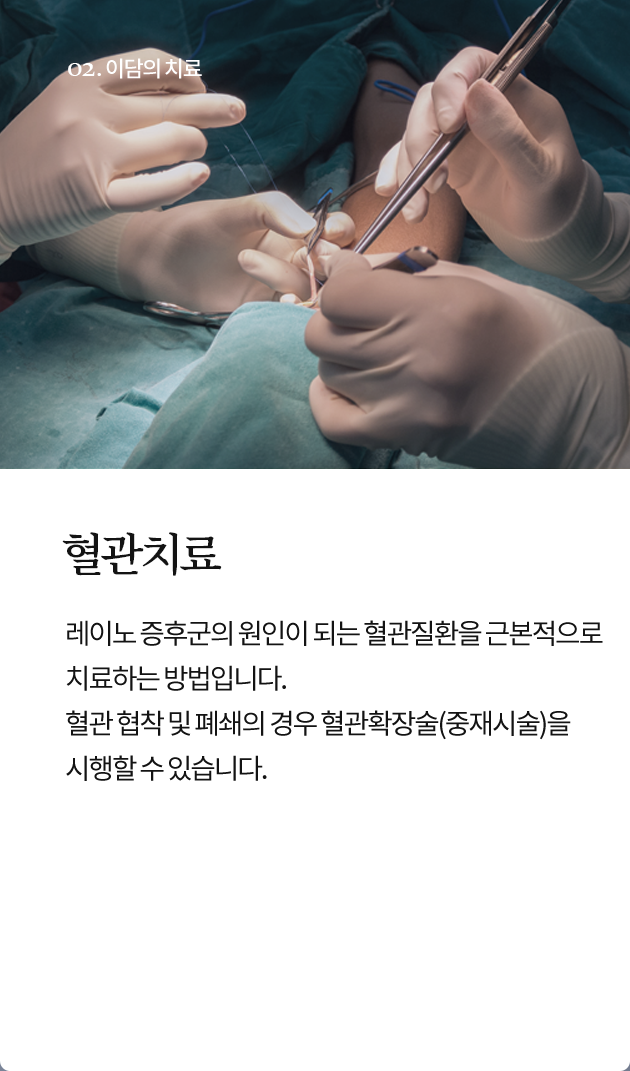 02. 이담의 치료
혈관치료
레이노 증후군의 원인이 되는 혈관질환을 근본적으로
치료하는 방법입니다.
혈관 협착 및 폐쇄의 경우 혈관확장술(중재시술)을
시행할 수 있습니다.